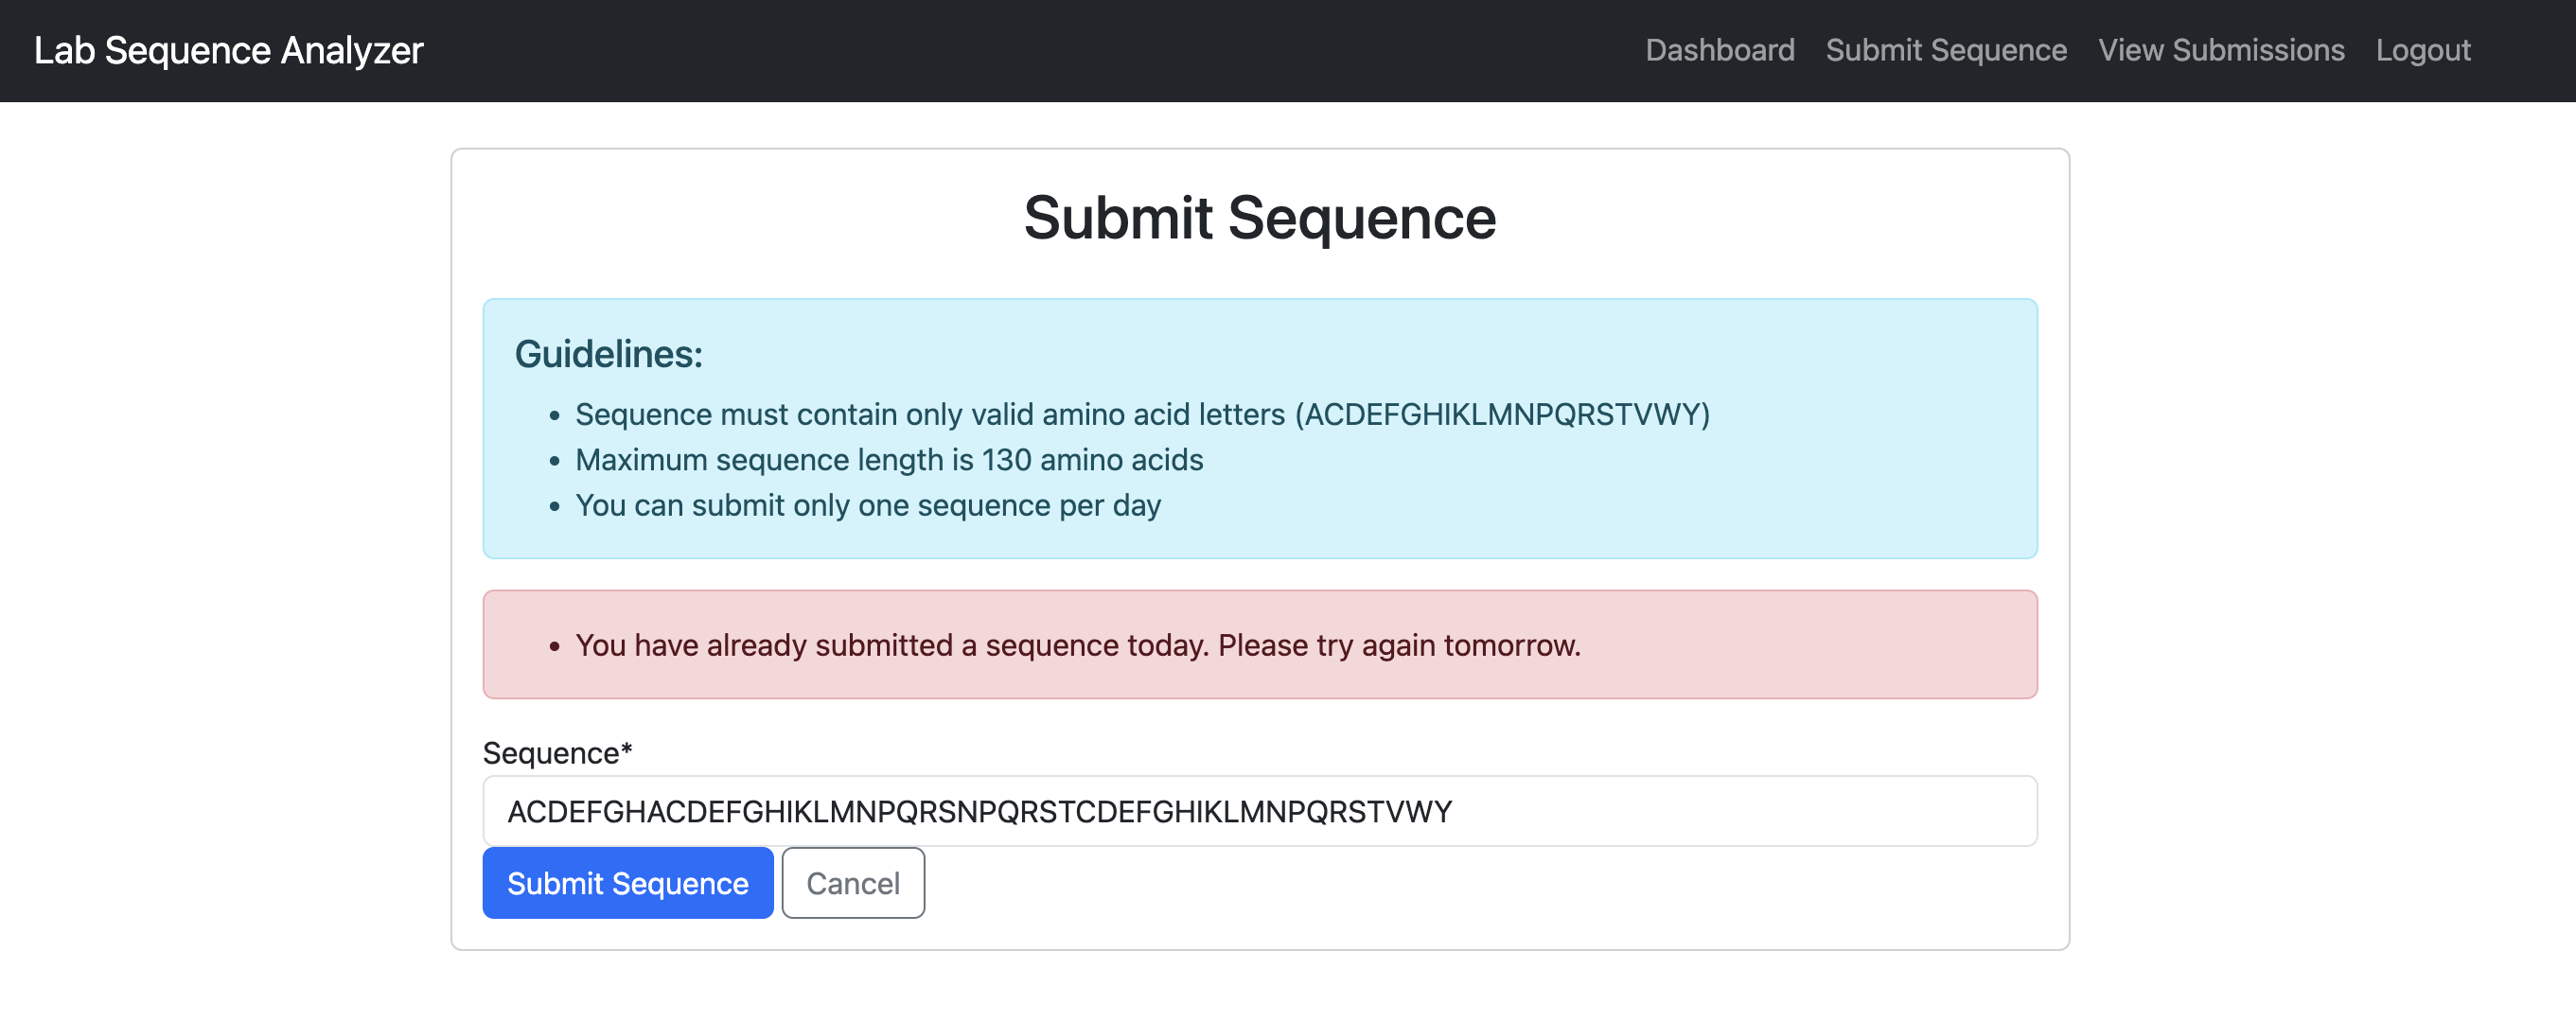 Lab Sequence Analyzer Dashboard Submit Sequence View Submissions Logout
Submit Sequence
Guidelines:
• Sequence must contain only valid amino acid letters (ACDEFGHIKLMNPQRSTVWY)
• Maximum sequence length is 130 amino acids
• You can submit only one sequence per day
• You have already submitted a sequence today. Please try again tomorrow.
Sequence*
ACDEFGHACDEFGHIKLMNPQRSNPQRSTCDEFGHIKLMNPQRSTVWY
Submit Sequence Cancel